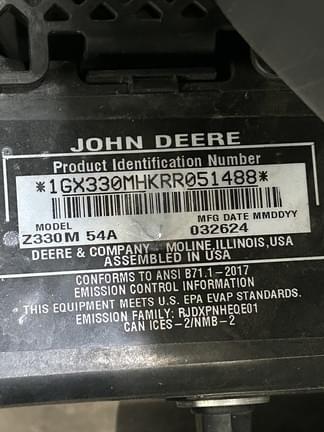 JOHN DEERE
Product Identification Number
*1GX330MHKRR051488*
MODEL MFG DATE MMDDYY
Z330M 54A 032624
DEERE & COMPANY MOLINE, ILLINOIS, USA
ASSEMBLED IN USA
CONFORMS TO ANSI B71.1-2017
EMISSION CONTROL INFORMATION
THIS EQUIPMENT MEETS U.S. EPA EVAP STANDARDS.
EMISSION FAMILY: RJDXPNHEQE01
CAN ICES-2/NMB-2